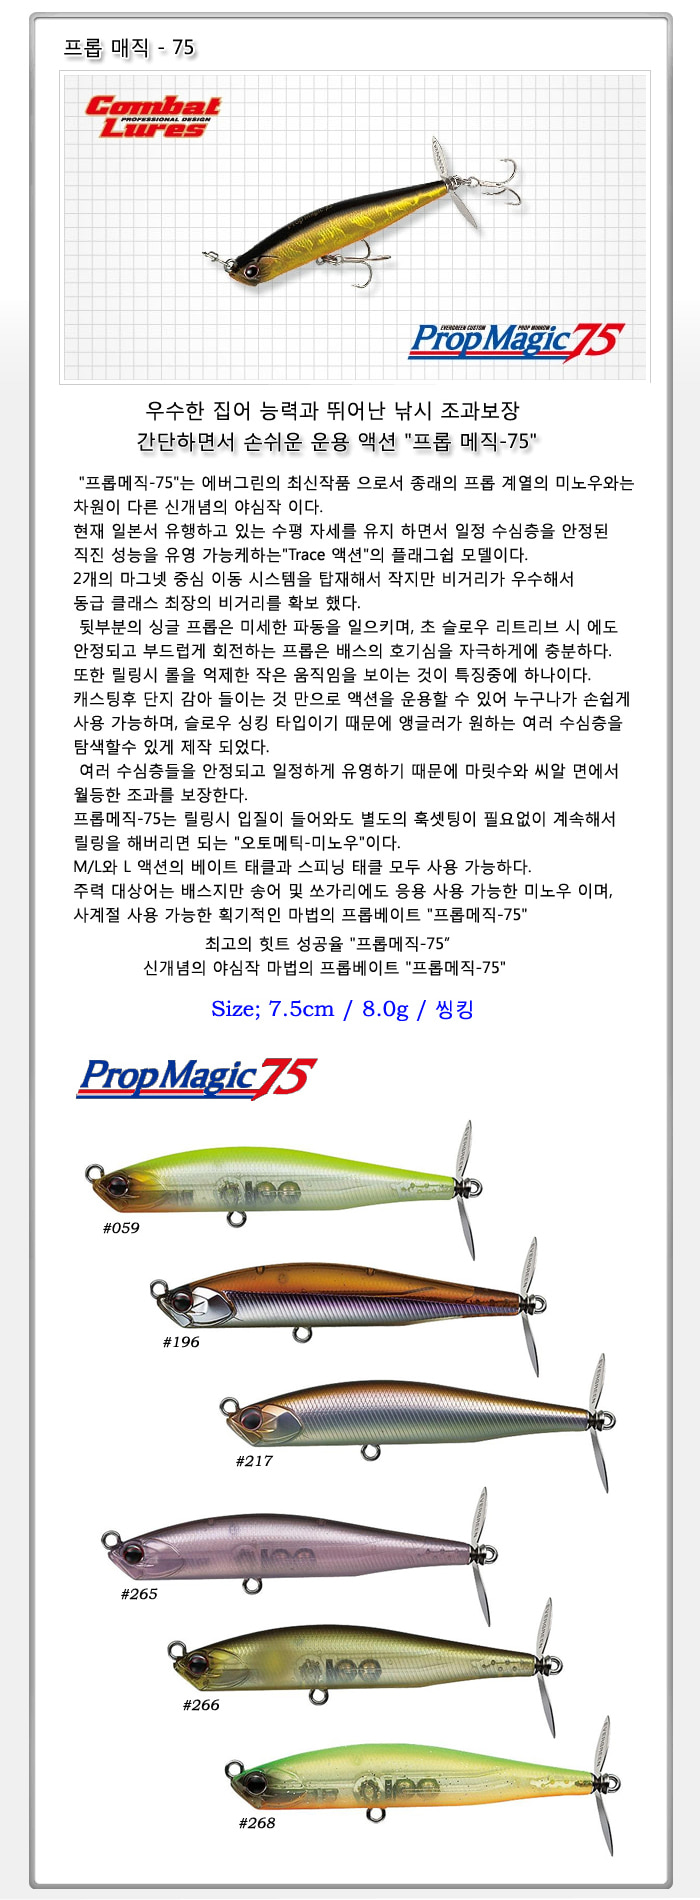 프롭 매직 - 75
Combat
PROFESSIONAL DESIGN
Lures
Prop Magic 75
EVERGREEN CUSTOM PROP MINNOW
Prop Magic 75
우수한 집어 능력과 뛰어난 낚시 조과보장
간단하면서 손쉬운 운용 액션 "프롭 메직-75"
"프롭메직-75"는 에버그린의 최신작품 으로서 종래의 프롭 계열의 미노우와는
차원이 다른 신개념의 야심작 이다.
현재 일본서 유행하고 있는 수평 자세를 유지 하면서 일정 수심층을 안정된
직진 성능을 유영 가능케하는"Trace 액션"의 플래그쉽 모델이다.
2개의 마그넷 중심 이동 시스템을 탑재해서 작지만 비거리가 우수해서
동급 클래스 최장의 비거리를 확보 했다.
뒷부분의 싱글 프롭은 미세한 파동을 일으키며, 초 슬로우 리트리브 시 에도
안정되고 부드럽게 회전하는 프롭은 배스의 호기심을 자극하게에 충분하다.
또한 릴링시 롤을 억제한 작은 움직임을 보이는 것이 특징중에 하나이다.
캐스팅후 단지 감아 들이는 것 만으로 액션을 운용할 수 있어 누구나가 손쉽게
사용 가능하며, 슬로우 싱킹 타입이기 때문에 앵글러가 원하는 여러 수심층을
탐색할수 있게 제작 되었다.
여러 수심층들을 안정되고 일정하게 유영하기 때문에 마릿수와 씨알 면에서
월등한 조과를 보장한다.
프롭메직-75는 릴링시 입질이 들어와도 별도의 훅셋팅이 필요없이 계속해서
릴링을 해버리면 되는 "오토메틱-미노우"이다.
M/L와 L 액션의 베이트 태클과 스피닝 태클 모두 사용 가능하다.
주력 대상어는 배스지만 송어 및 쏘가리에도 응용 사용 가능한 미노우 이며,
사계절 사용 가능한 획기적인 마법의 프롭베이트 "프롭메직-75"
최고의 힛트 성공율 "프롭메직-75"
신개념의 야심작 마법의 프롭베이트 "프롭메직-75"
Size; 7.5cm / 8.0g / 씽킹
Prop Magic 75
#059
#196
#217
#265
#266
#268